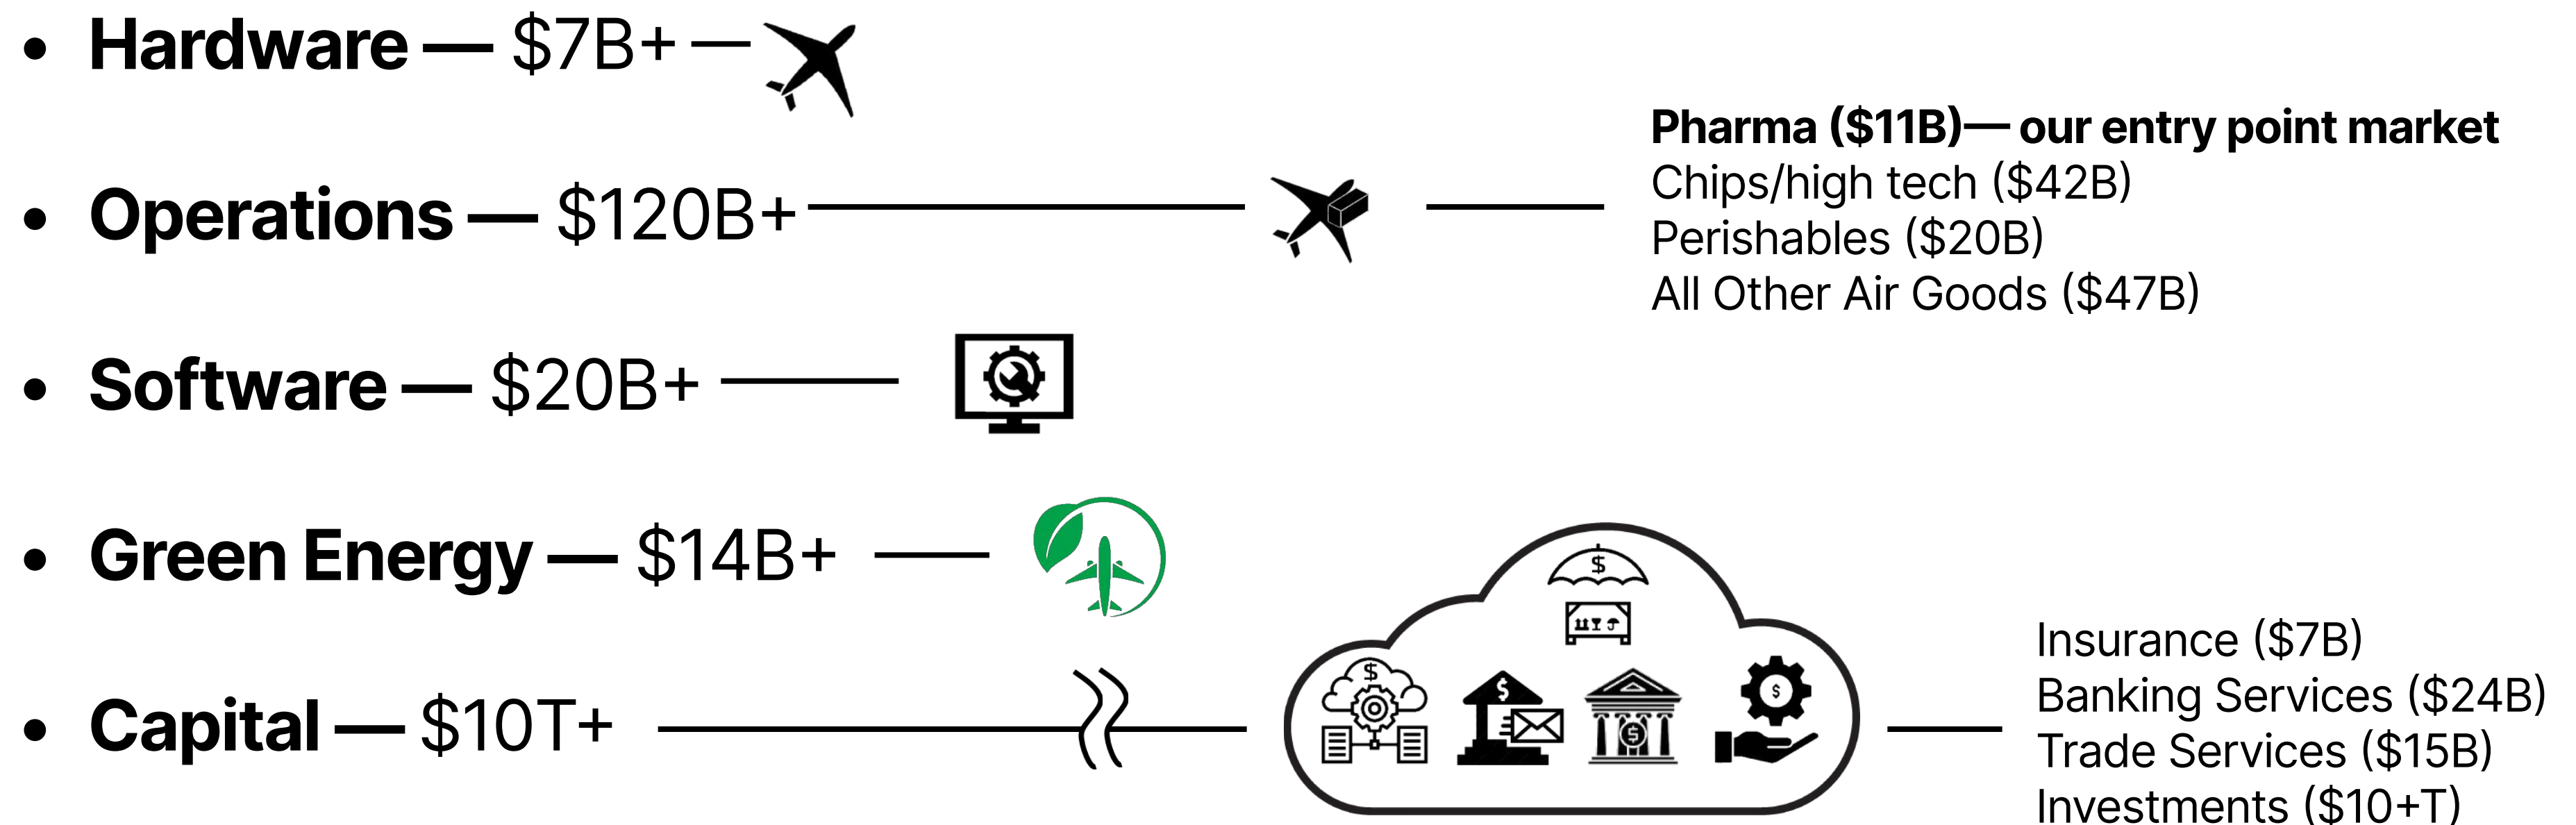 • Hardware — $7B+ —
Pharma ($11B)— our entry point market
Chips/high tech ($42B)
• Operations — $120B+
Perishables ($20B)
All Other Air Goods ($47B)
• Software — $20B+
• Green Energy — $14B+
$
Insurance ($7B)
$
$
Banking Services ($24B)
$
$
• Capital — $10T+
Trade Services ($15B)
Investments ($10+T)